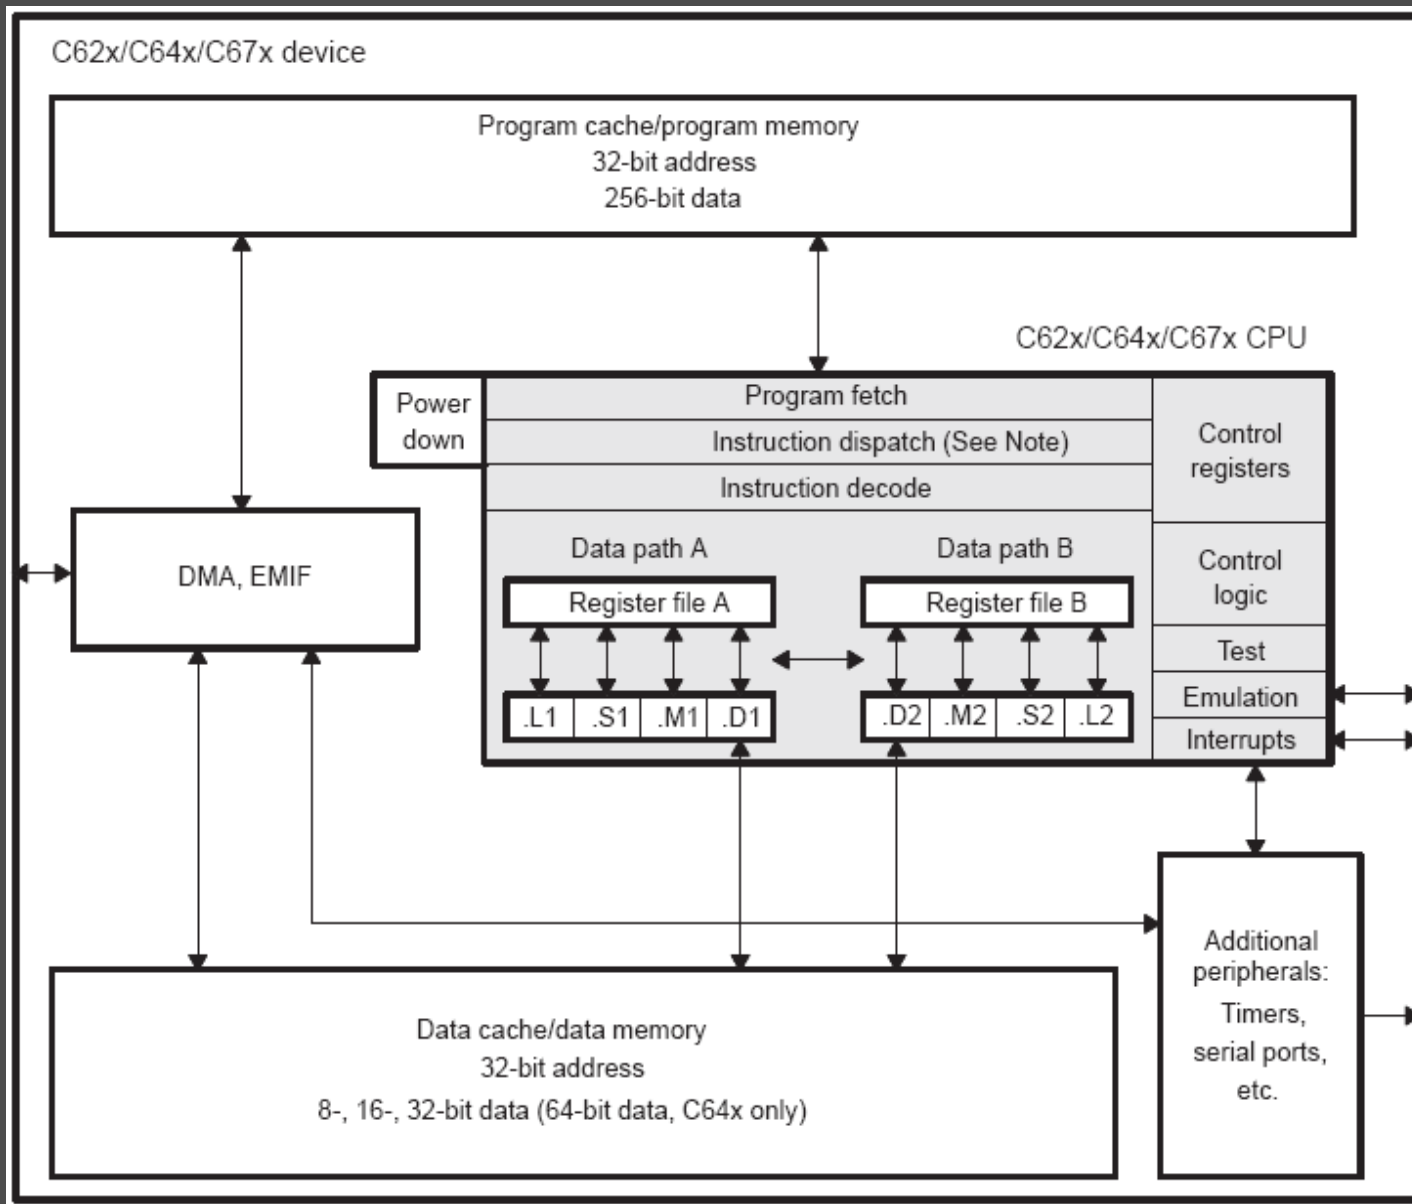 C62x/C64x/C67x device
Program cache/program memory
32-bit address
256-bit data
C62x/C64x/C67x CPU
Power
down
Program fetch
Instruction dispatch (See Note)
Instruction decode
Control
registers
Data path A
Data path B
Register file A
Register file B
.L1 .S1 .M1 .D1
.D2 .M2 .S2 .L2
Control
logic
Test
Emulation
Interrupts
DMA, EMIF
Data cache/data memory
32-bit address
8-, 16-, 32-bit data (64-bit data, C64x only)
Additional
peripherals:
Timers,
serial ports,
etc.